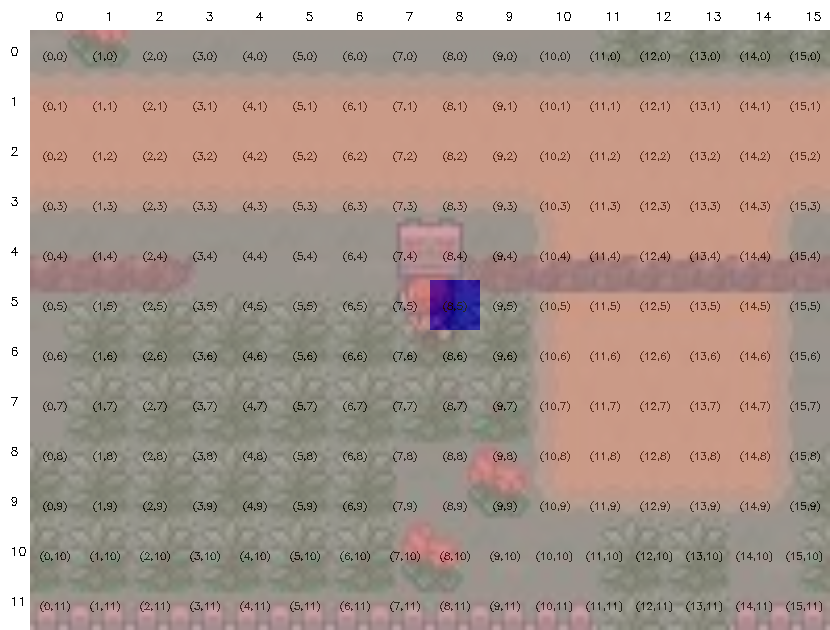 0 1 2 3 4 5 6 7 8 9 10 11 12 13 14 15
0 (0,0) (1,0) (2,0) (3,0) (4,0) (5,0) (6,0) (7,0) (8,0) (9,0) (10,0) (11,0) (12,0) (13,0) (14,0) (15,0)
1 (0,1) (1,1) (2,1) (3,1) (4,1) (5,1) (6,1) (7,1) (8,1) (9,1) (10,1) (11,1) (12,1) (13,1) (14,1) (15,1)
2 (0,2) (1,2) (2,2) (3,2) (4,2) (5,2) (6,2) (7,2) (8,2) (9,2) (10,2) (11,2) (12,2) (13,2) (14,2) (15,2)
3 (0,3) (1,3) (2,3) (3,3) (4,3) (5,3) (6,3) (7,3) (8,3) (9,3) (10,3) (11,3) (12,3) (13,3) (14,3) (15,3)
4 (0,4) (1,4) (2,4) (3,4) (4,4) (5,4) (6,4) (7,4) (8,4) (9,4) (10,4) (11,4) (12,4) (13,4) (14,4) (15,4)
5 (0,5) (1,5) (2,5) (3,5) (4,5) (5,5) (6,5) (7,5) (8,5) (9,5) (10,5) (11,5) (12,5) (13,5) (14,5) (15,5)
6 (0,6) (1,6) (2,6) (3,6) (4,6) (5,6) (6,6) (7,6) (8,6) (9,6) (10,6) (11,6) (12,6) (13,6) (14,6) (15,6)
7 (0,7) (1,7) (2,7) (3,7) (4,7) (5,7) (6,7) (7,7) (8,7) (9,7) (10,7) (11,7) (12,7) (13,7) (14,7) (15,7)
8 (0,8) (1,8) (2,8) (3,8) (4,8) (5,8) (6,8) (7,8) (8,8) (9,8) (10,8) (11,8) (12,8) (13,8) (14,8) (15,8)
9 (0,9) (1,9) (2,9) (3,9) (4,9) (5,9) (6,9) (7,9) (8,9) (9,9) (10,9) (11,9) (12,9) (13,9) (14,9) (15,9)
10 (0,10) (1,10) (2,10) (3,10) (4,10) (5,10) (6,10) (7,10) (8,10) (9,10) (10,10) (11,10) (12,10) (13,10) (14,10) (15,10)
11 (0,11) (1,11) (2,11) (3,11) (4,11) (5,11) (6,11) (7,11) (8,11) (9,11) (10,11) (11,11) (12,11) (13,11) (14,11) (15,11)